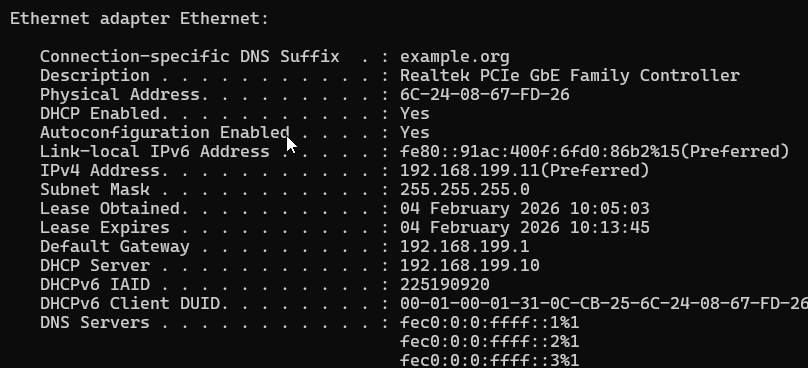 Ethernet adapter Ethernet:
Connection-specific DNS Suffix  . : example.org
Description . . . . . . . . . . . : Realtek PCIe GbE Family Controller
Physical Address. . . . . . . . . : 6C-24-08-67-FD-26
DHCP Enabled. . . . . . . . . . . : Yes
Autoconfiguration Enabled . . . . : Yes
Link-local IPv6 Address . . . . . : fe80::91ac:400f:6fd0:86b2%15(Preferred)
IPv4 Address. . . . . . . . . . . : 192.168.199.11(Preferred)
Subnet Mask . . . . . . . . . . . : 255.255.255.0
Lease Obtained. . . . . . . . . . : 04 February 2026 10:05:03
Lease Expires . . . . . . . . . . : 04 February 2026 10:13:45
Default Gateway . . . . . . . . . : 192.168.199.1
DHCP Server . . . . . . . . . . . : 192.168.199.10
DHCPv6 IAID . . . . . . . . . . . : 225190920
DHCPv6 Client DUID. . . . . . . . : 00-01-00-01-31-0C-CB-25-6C-24-08-67-FD-26
DNS Servers . . . . . . . . . . . : fec0:0:0:ffff::1%1
fec0:0:0:ffff::2%1
fec0:0:0:ffff::3%1